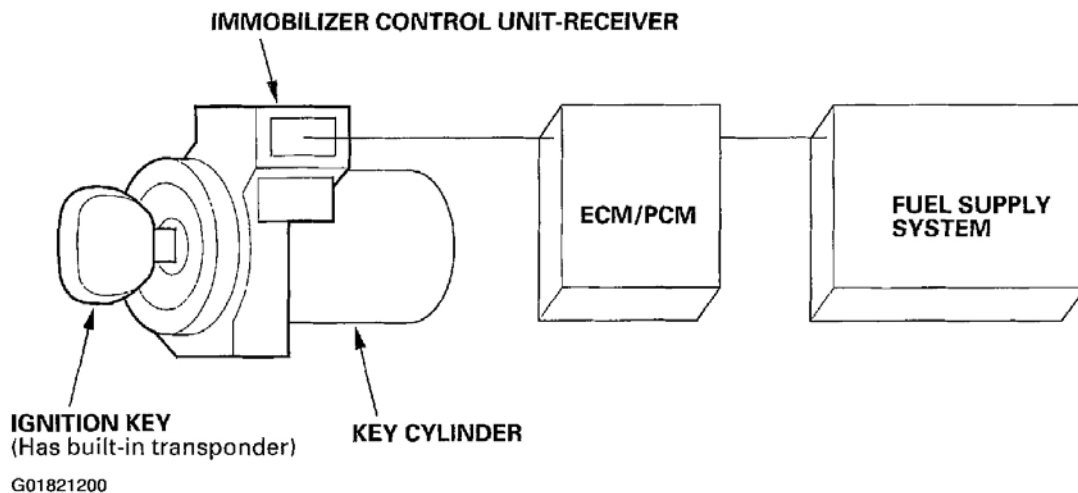 IMMOBILIZER CONTROL UNIT-RECEIVER
ECM/PCM
FUEL SUPPLY
SYSTEM
IGNITION KEY
(Has built-in transponder)
KEY CYLINDER
G01821200